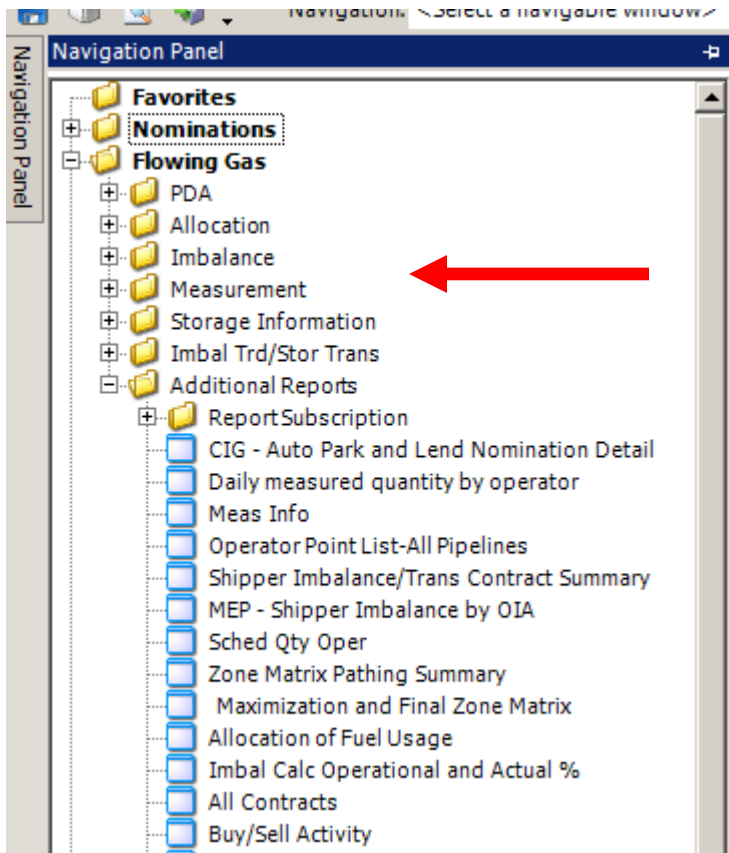 Navigation: <Select a navigable window>
Navigation Panel
Navigation Panel
Favorites
Nominations
Flowing Gas
PDA
Allocation
Imbalance
Measurement
Storage Information
Imbal Trd/Stor Trans
Additional Reports
ReportSubscription
CIG - Auto Park and Lend Nomination Detail
Daily measured quantity by operator
Meas Info
Operator Point List-All Pipelines
Shipper Imbalance/Trans Contract Summary
MEP - Shipper Imbalance by OIA
Sched Qty Oper
Zone Matrix Pathing Summary
Maximization and Final Zone Matrix
Allocation of Fuel Usage
Imbal Calc Operational and Actual %
All Contracts
Buy/Sell Activity